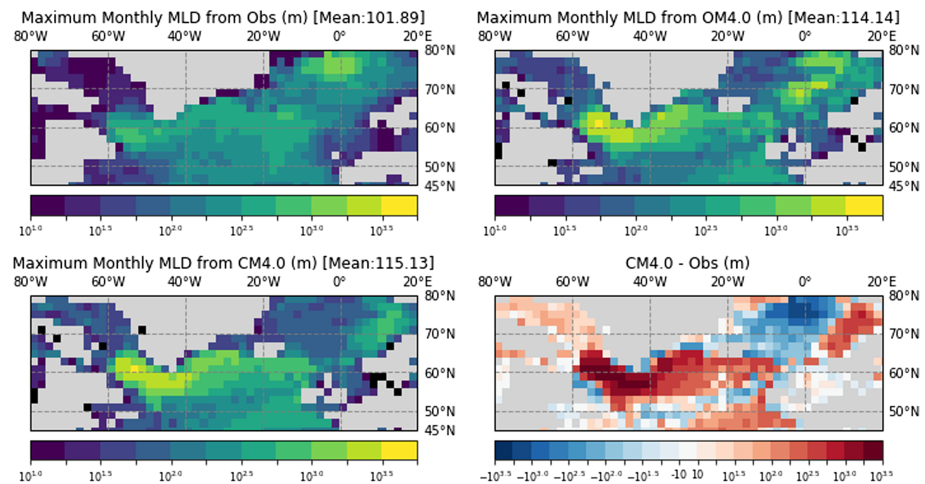 Maximum Monthly MLD from Obs (m) [Mean:101.89]
80°W 60°W 40°W 20°W 0° 20°E
80°N
70°N
60°N
50°N
45°N
10^1.0 10^1.5 10^2.0 10^2.5 10^3.0 10^3.5
Maximum Monthly MLD from OM4.0 (m) [Mean:114.14]
80°W 60°W 40°W 20°W 0° 20°E
80°N
70°N
60°N
50°N
45°N
10^1.0 10^1.5 10^2.0 10^2.5 10^3.0 10^3.5
Maximum Monthly MLD from CM4.0 (m) [Mean:115.13]
80°W 60°W 40°W 20°W 0° 20°E
80°N
70°N
60°N
50°N
45°N
10^1.0 10^1.5 10^2.0 10^2.5 10^3.0 10^3.5
CM4.0 - Obs (m)
80°W 60°W 40°W 20°W 0° 20°E
80°N
70°N
60°N
50°N
45°N
−10^3.5 −10^3.0 −10^2.5 −10^2.0 −10^1.5 -10 10 10^1.5 10^2.0 10^2.5 10^3.0 10^3.5